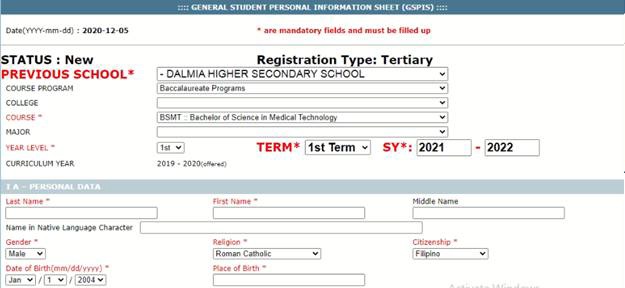 :::: GENERAL STUDENT PERSONAL INFORMATION SHEET (GSPIS) ::::
Date(YYYY-mm-dd) : 2020-12-05 * are mandatory fields and must be filled up
STATUS : New Registration Type: Tertiary
PREVIOUS SCHOOL* - DALMIA HIGHER SECONDARY SCHOOL
COURSE PROGRAM Baccalaureate Programs
COLLEGE
COURSE * BSMT :: Bachelor of Science in Medical Technology
MAJOR
YEAR LEVEL * 1st TERM* 1st Term SY*: 2021 - 2022
CURRICULUM YEAR 2019 - 2020(offered)
I A - PERSONAL DATA
Last Name * First Name * Middle Name
Name in Native Language Character
Gender * Religion * Citizenship *
Male Roman Catholic Filipino
Date of Birth(mm/dd/yyyy) * Place of Birth *
Jan / 1 / 2004
Activate Windows